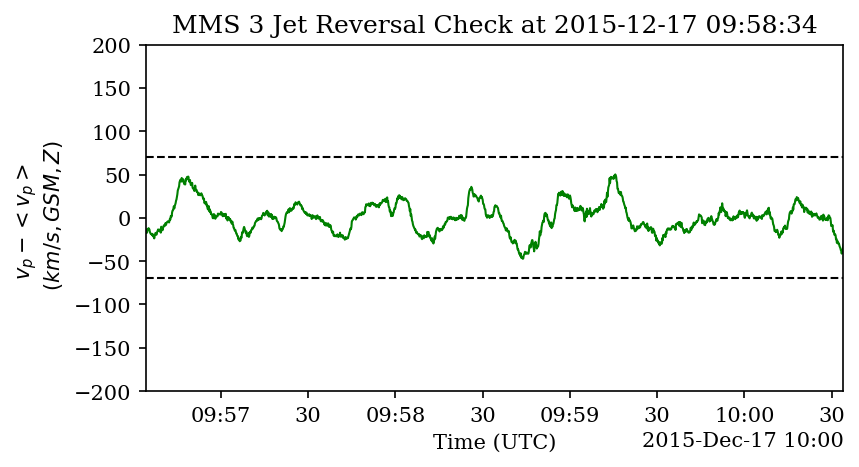 MMS 3 Jet Reversal Check at 2015-12-17 09:58:34
200
150
100
50
0
−50
−100
−150
−200
v_p − < v_p >
(km/s, GSM, Z)
09:57 30 09:58 30 09:59 30 10:00 30
Time (UTC)
2015-Dec-17 10:00